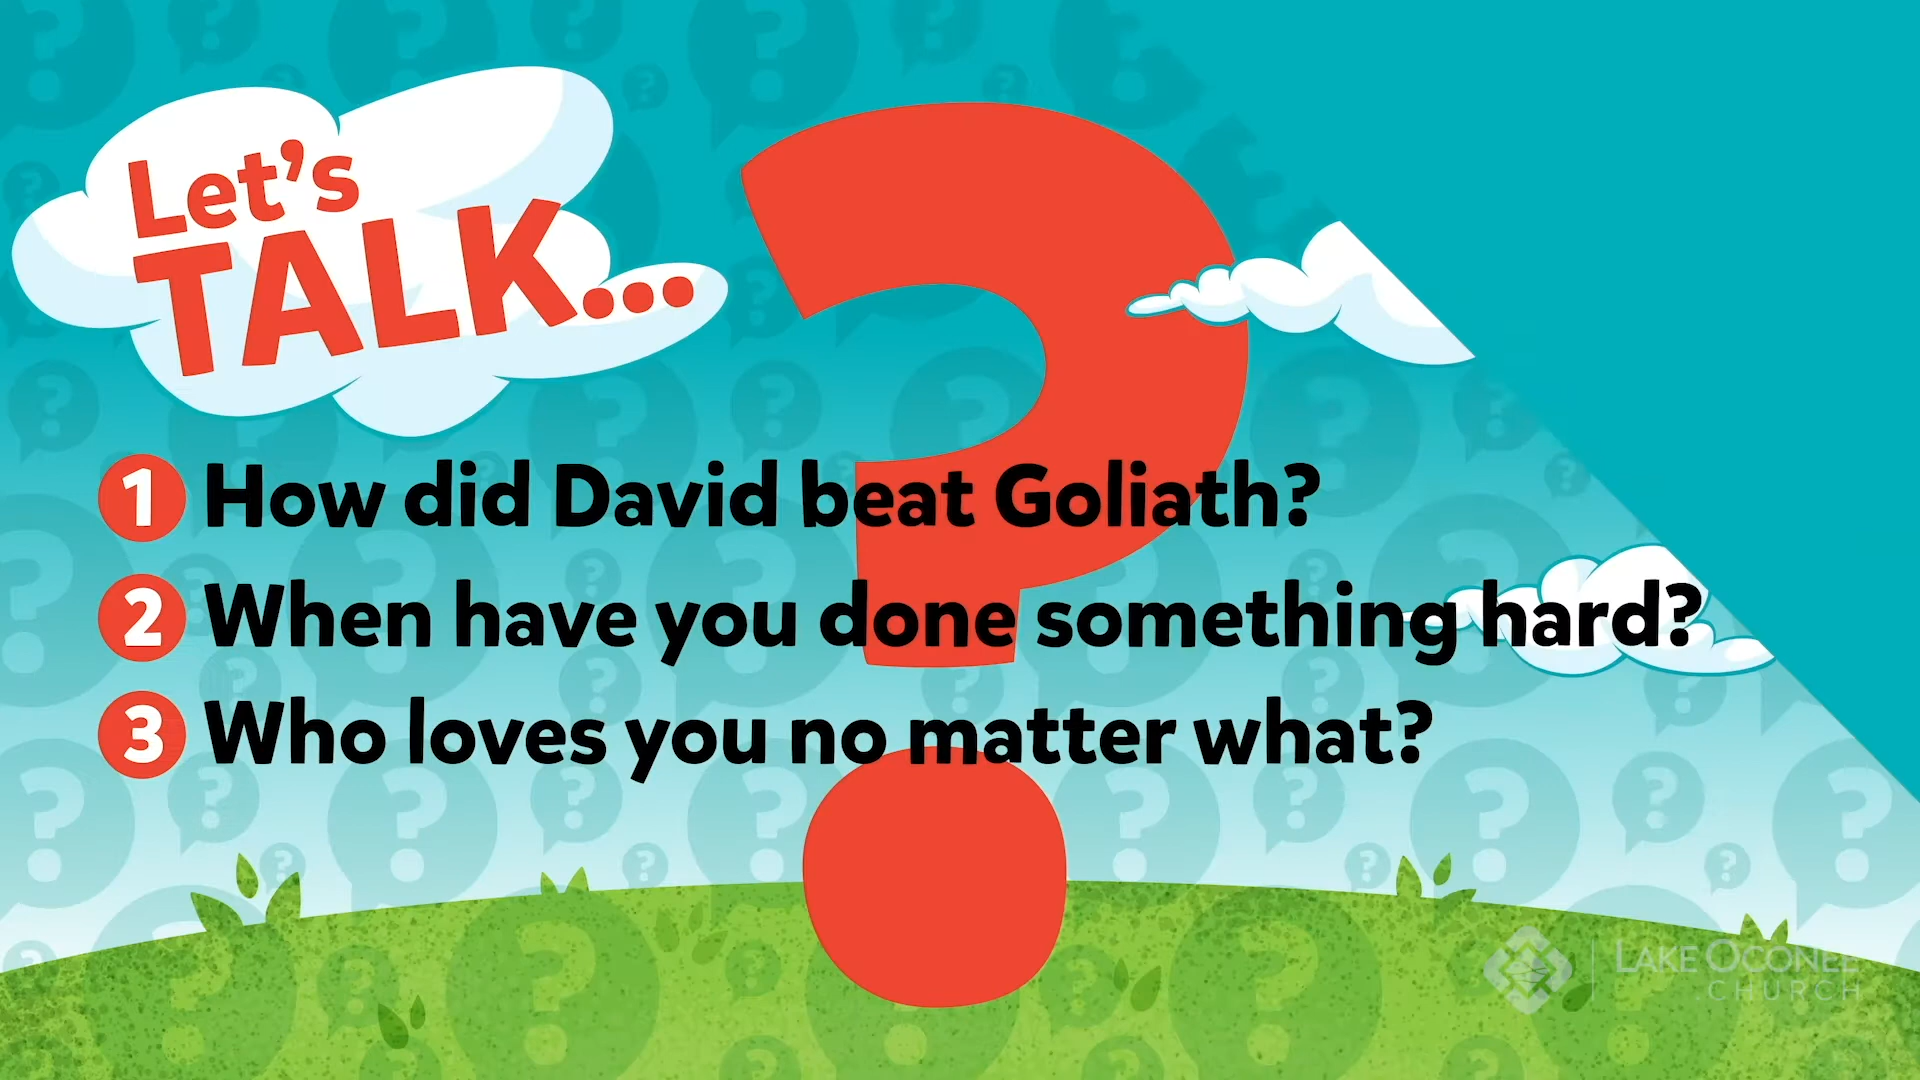 Let's
TALK...
1 How did David beat Goliath?
2 When have you done something hard?
3 Who loves you no matter what?
LAKE OCONEE
.CHURCH